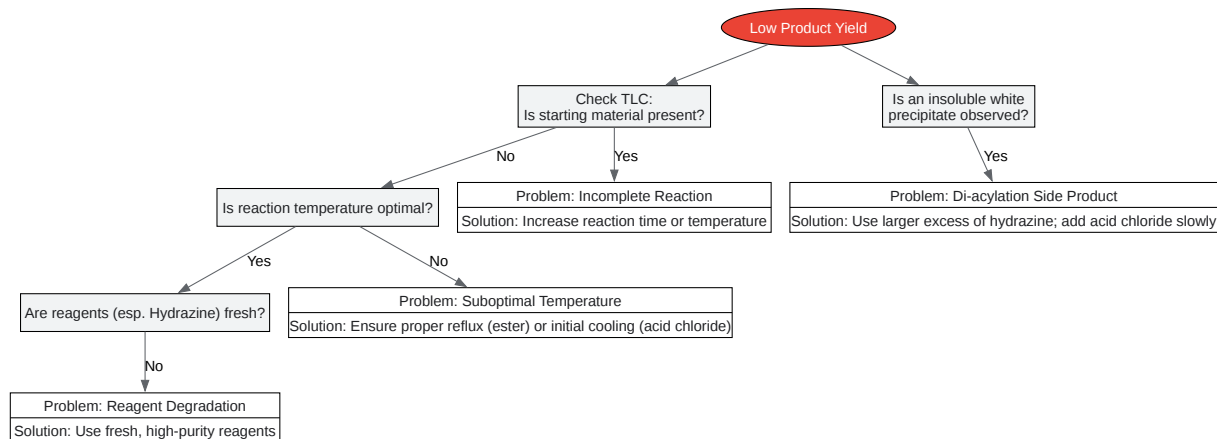 Low Product Yield
Check TLC:
Is starting material present?
Is an insoluble white
precipitate observed?
No
Yes
Yes
Is reaction temperature optimal?
Problem: Incomplete Reaction
Solution: Increase reaction time or temperature
Problem: Di-acylation Side Product
Solution: Use larger excess of hydrazine; add acid chloride slowly
Yes
No
Are reagents (esp. Hydrazine) fresh?
Problem: Suboptimal Temperature
Solution: Ensure proper reflux (ester) or initial cooling (acid chloride)
No
Problem: Reagent Degradation
Solution: Use fresh, high-purity reagents